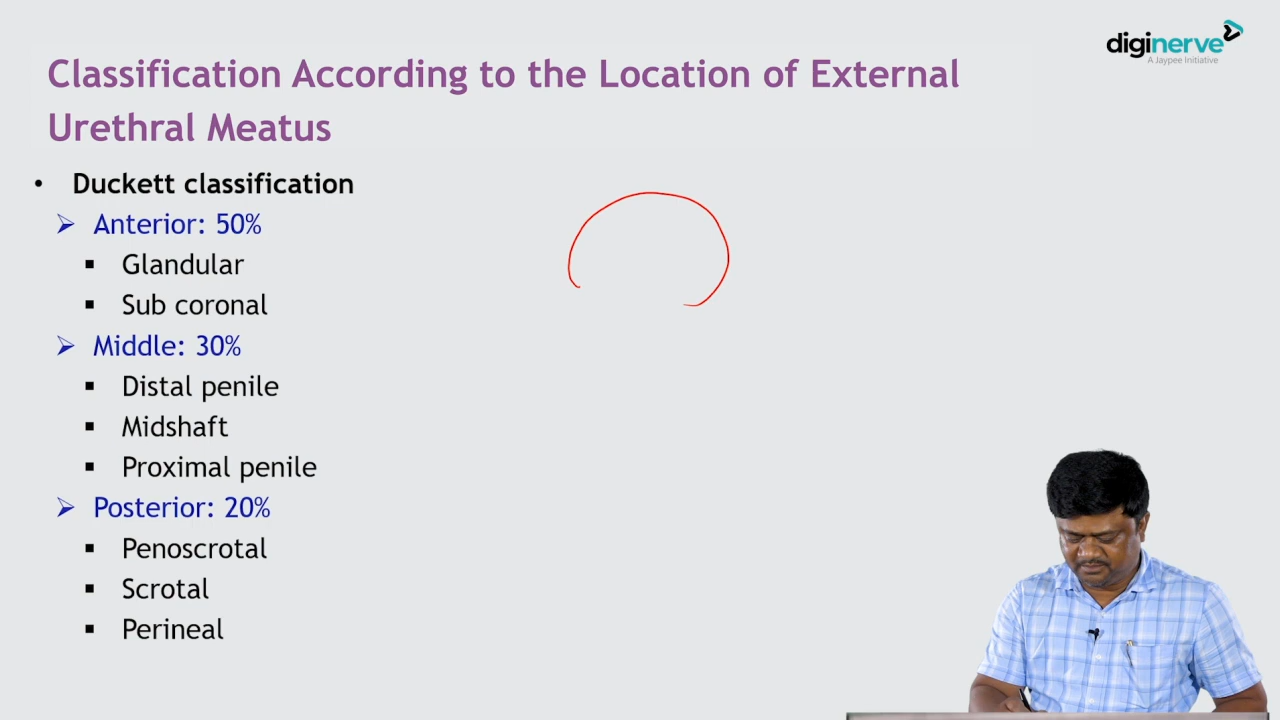 diginerve
A Jaypee Initiative
Classification According to the Location of External
Urethral Meatus
• Duckett classification
➢ Anterior: 50%
▪ Glandular
▪ Sub coronal
➢ Middle: 30%
▪ Distal penile
▪ Midshaft
▪ Proximal penile
➢ Posterior: 20%
▪ Penoscrotal
▪ Scrotal
▪ Perineal